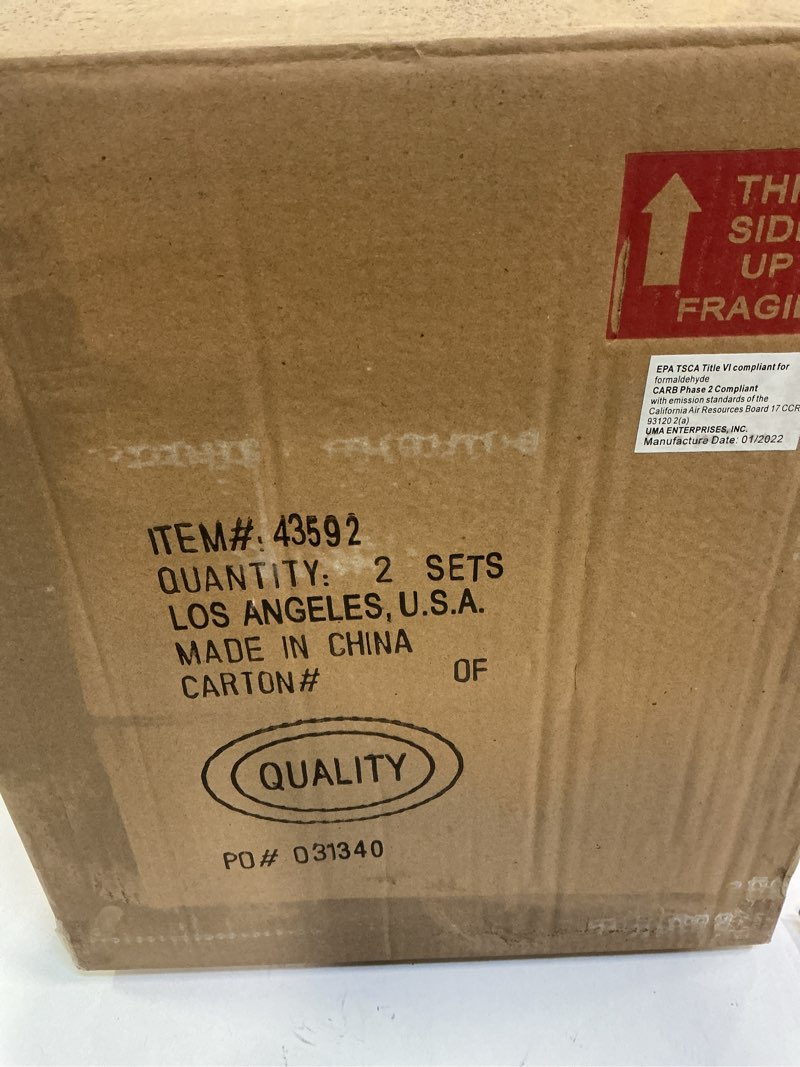 THI
SIDE
UP
FRAGIL
EPA TSCA Title VI compliant for
formaldehyde
CARB Phase 2 Compliant
with emission standards of the
California Air Resources Board 17 CCR
93120 2(a)
UMA ENTERPRISES, INC.
Manufacture Date: 01/2022
ITEM#: 43592
QUANTITY: 2 SETS
LOS ANGELES, U.S.A.
MADE IN CHINA
CARTON# OF
QUALITY
PO# 031340